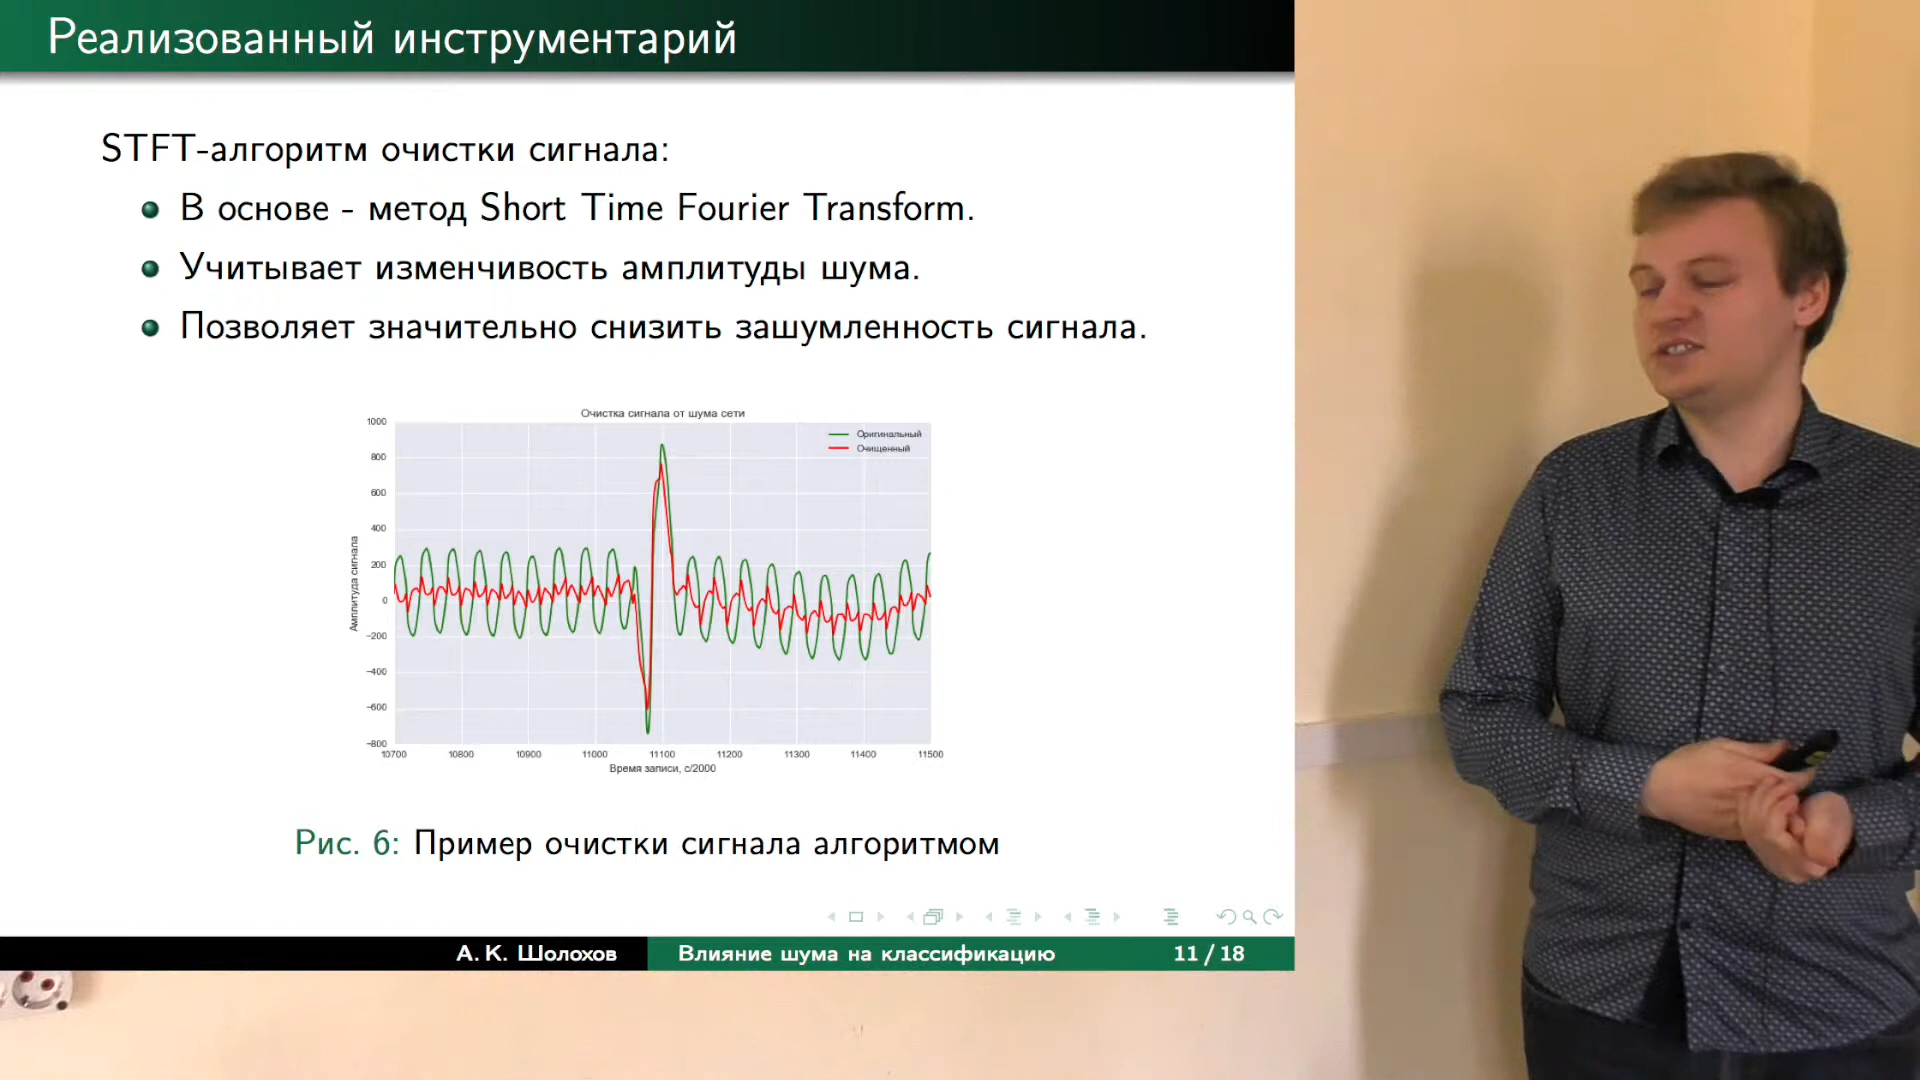 Реализованный инструментарий
STFT-алгоритм очистки сигнала:
В основе - метод Short Time Fourier Transform.
Учитывает изменчивость амплитуды шума.
Позволяет значительно снизить зашумленность сигнала.
Очистка сигнала от шума сети
Оригинальный
Очищенный
Амплитуда сигнала
1000
800
600
400
200
0
−200
−400
−600
−800
10700 10800 10900 11000 11100 11200 11300 11400 11500
Время записи, с/2000
Рис. 6: Пример очистки сигнала алгоритмом
А. К. Шолохов Влияние шума на классификацию 11 / 18